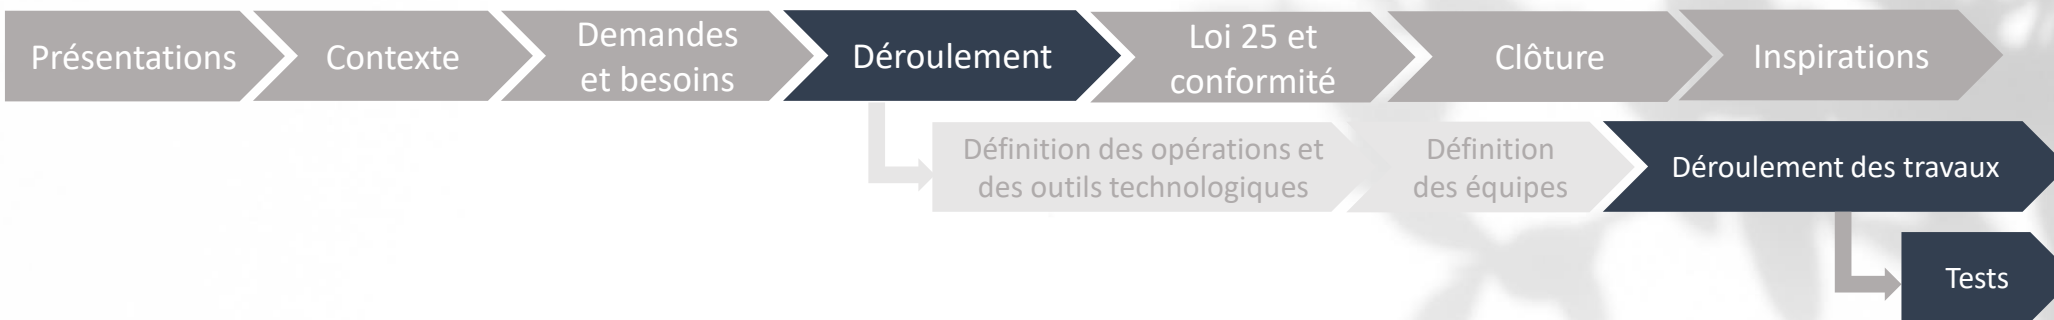 Présentations
Contexte
Demandes
et besoins
Déroulement
Loi 25 et
conformité
Clôture
Inspirations
Définition des opérations et
des outils technologiques
Définition
des équipes
Déroulement des travaux
Tests